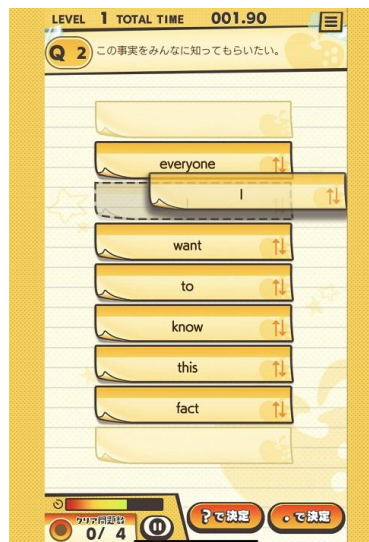 LEVEL 1 TOTAL TIME 001.90
Q 2 この事実をみんなに知ってもらいたい。
everyone
I
want
to
know
this
fact
クリア問題数
0/ 4
?で決定
。で決定